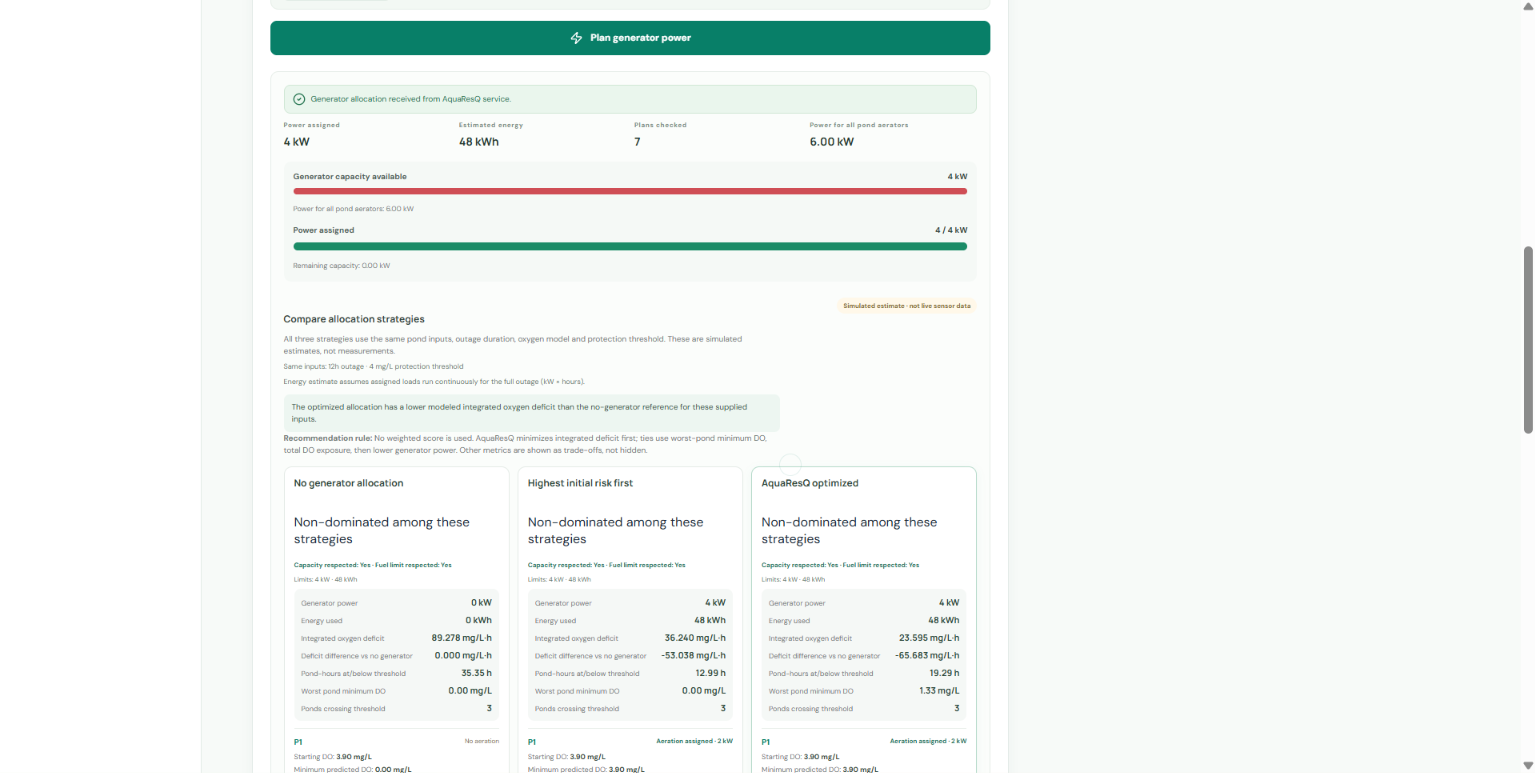 Plan generator power
Generator allocation received from AquaResQ service.
Power assigned
4 kW
Estimated energy
48 kWh
Plans checked
7
Power for all pond aerators
6.00 kW
Generator capacity available 4 kW
Power for all pond aerators: 6.00 kW
Power assigned 4 / 4 kW
Remaining capacity: 0.00 kW
Simulated estimate · not live sensor data
Compare allocation strategies
All three strategies use the same pond inputs, outage duration, oxygen model and protection threshold. These are simulated
estimates, not measurements.
Same inputs: 12h outage · 4 mg/L protection threshold
Energy estimate assumes assigned loads run continuously for the full outage (kW × hours).
The optimized allocation has a lower modeled integrated oxygen deficit than the no-generator reference for these supplied
inputs.
Recommendation rule: No weighted score is used. AquaResQ minimizes integrated deficit first; ties use worst-pond minimum DO,
total DO exposure, then lower generator power. Other metrics are shown as trade-offs, not hidden.
No generator allocation
Non-dominated among these
strategies
Capacity respected: Yes · Fuel limit respected: Yes
Limits: 4 kW · 48 kWh
Generator power 0 kW
Energy used 0 kWh
Integrated oxygen deficit 89.278 mg/L·h
Deficit difference vs no generator 0.000 mg/L·h
Pond-hours at/below threshold 35.35 h
Worst pond minimum DO 0.00 mg/L
Ponds crossing threshold 3
P1 No aeration
Starting DO: 3.90 mg/L
Minimum predicted DO: 0.00 mg/L
Highest initial risk first
Non-dominated among these
strategies
Capacity respected: Yes · Fuel limit respected: Yes
Limits: 4 kW · 48 kWh
Generator power 4 kW
Energy used 48 kWh
Integrated oxygen deficit 36.240 mg/L·h
Deficit difference vs no generator -53.038 mg/L·h
Pond-hours at/below threshold 12.99 h
Worst pond minimum DO 0.00 mg/L
Ponds crossing threshold 3
P1 Aeration assigned · 2 kW
Starting DO: 3.90 mg/L
Minimum predicted DO: 3.90 mg/L
AquaResQ optimized
Non-dominated among these
strategies
Capacity respected: Yes · Fuel limit respected: Yes
Limits: 4 kW · 48 kWh
Generator power 4 kW
Energy used 48 kWh
Integrated oxygen deficit 23.595 mg/L·h
Deficit difference vs no generator -65.683 mg/L·h
Pond-hours at/below threshold 19.29 h
Worst pond minimum DO 1.33 mg/L
Ponds crossing threshold 3
P1 Aeration assigned · 2 kW
Starting DO: 3.90 mg/L
Minimum predicted DO: 3.90 mg/L